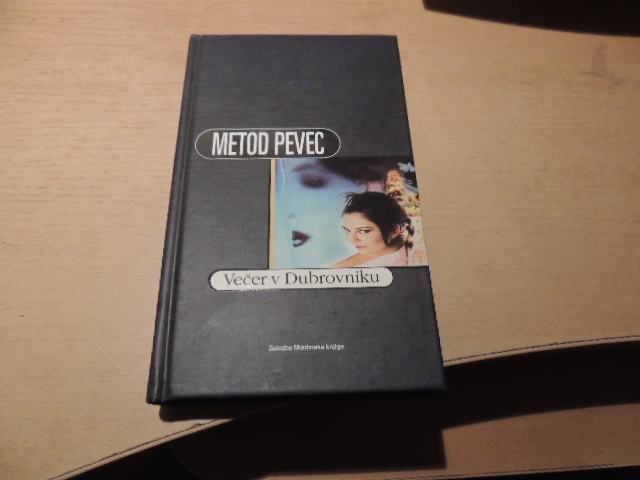 METOD PEVEC
Večer v Dubrovniku
Založba Mladinska knjiga